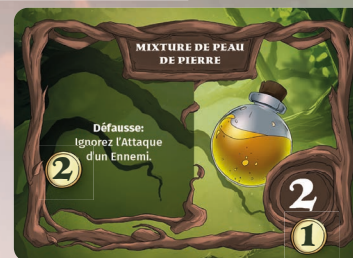 MIXTURE DE PEAU
DE PIERRE
Défausse:
Ignorez l'Attaque
d'un Ennemi.
2
2
1